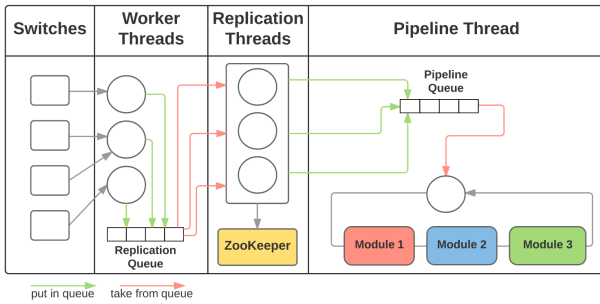 Switches
Worker
Threads
Replication
Threads
Pipeline Thread
Pipeline
Queue
Replication
Queue
ZooKeeper
Module 1
Module 2
Module 3
put in queue
take from queue